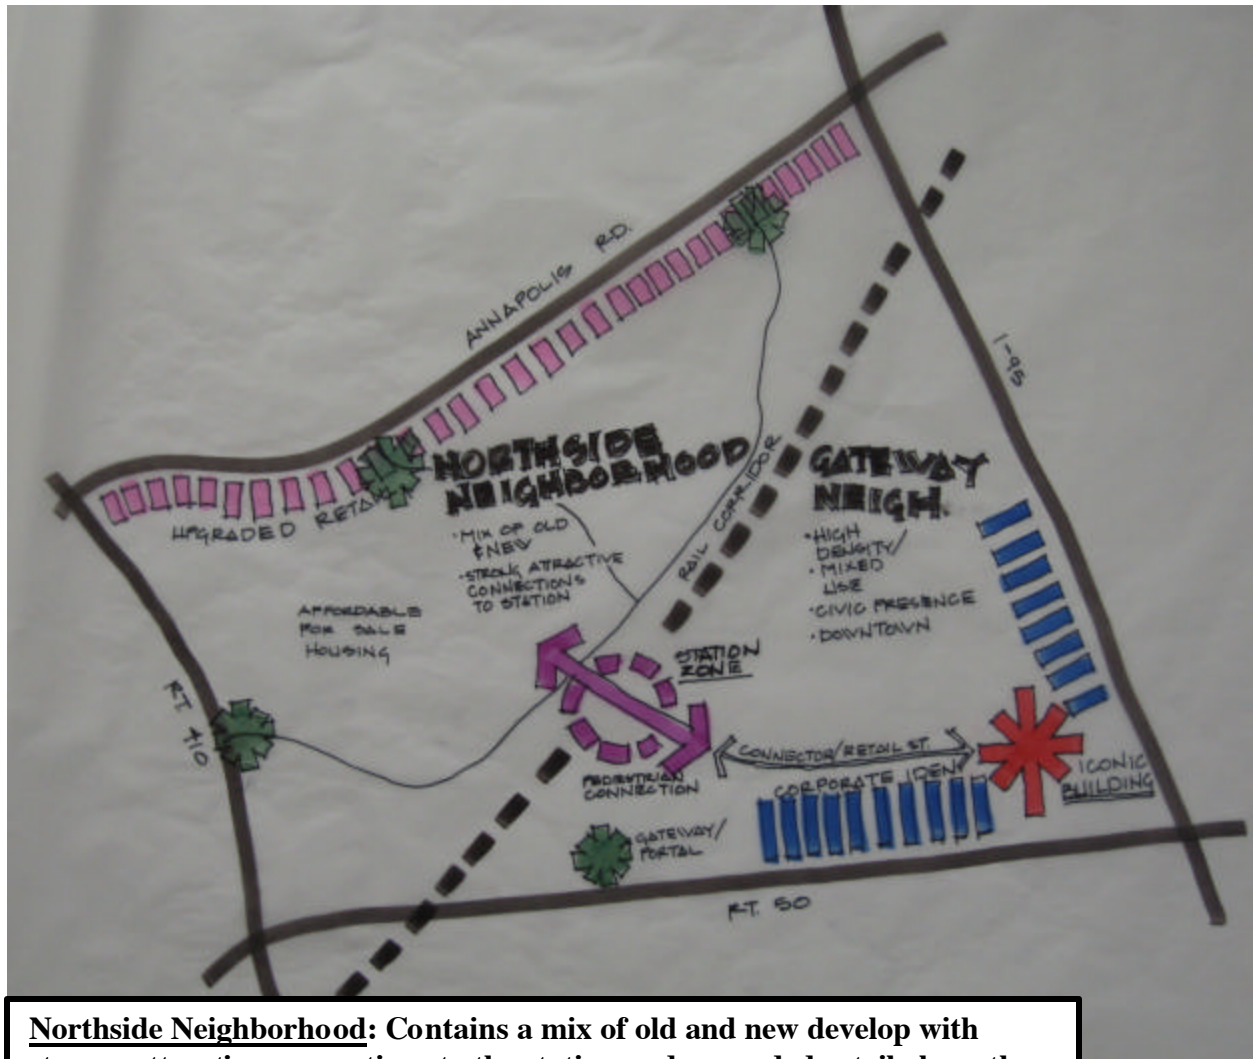 ANNAPOLIS RD.
I-95
NORTHSIDE
NEIGHBORHOOD
·MIX OF OLD
& NEW
·STRONG ATTRACTIVE
CONNECTIONS
TO STATION
UPGRADED RETA
AFFORDABLE
FOR SALE
HOUSING
RAIL CORRIDOR
GATEWAY
NEIGH.
·HIGH
DENSITY/
·MIXED
USE
·CIVIC PRESENCE
·DOWNTOWN
STATION
ZONE
RT. 410
CONNECTOR/RETAIL ST.
PEDESTRIAN
CONNECTION
CORPORATE IDEN
ICONIC
BUILDING
GATEWAY/
PORTAL
RT. 50
Northside Neighborhood: Contains a mix of old and new develop with